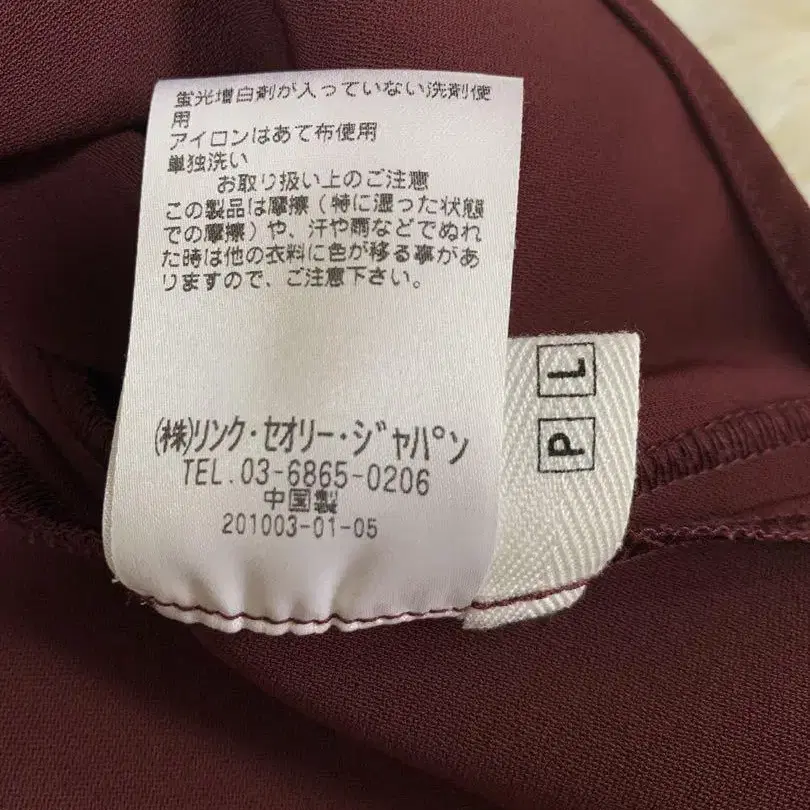 蛍光増白剤が入っていない洗剤使
用
アイロンはあて布使用
単独洗い
お取り扱い上のご注意
この製品は摩擦（特に湿った状態
での摩擦）や、汗や雨などでぬれ
た時は他の衣料に色が移る事があ
りますので、ご注意下さい。
(株)リンク・セオリー・ジャパン
TEL.03-6865-0206
中国製
201003-01-05
P L